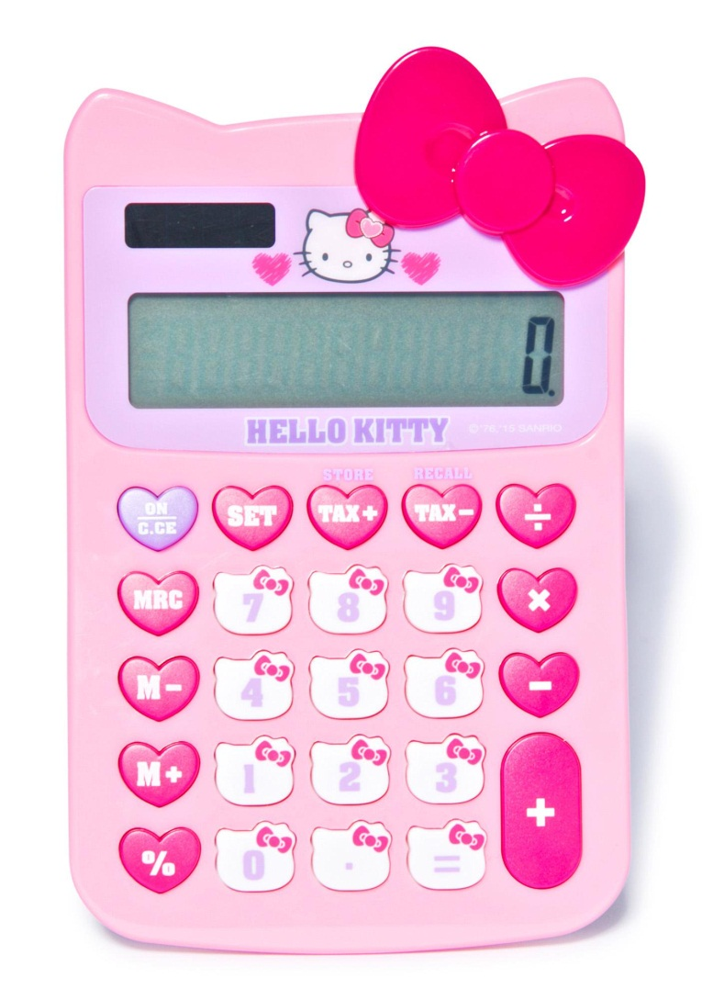 0.
HELLO KITTY
©'76,'15 SANRIO
STORE RECALL
ON SET TAX+ TAX- ÷
C.CE
MRC 7 8 9 ×
M- 4 5 6 -
M+ 1 2 3 +
% 0 . =